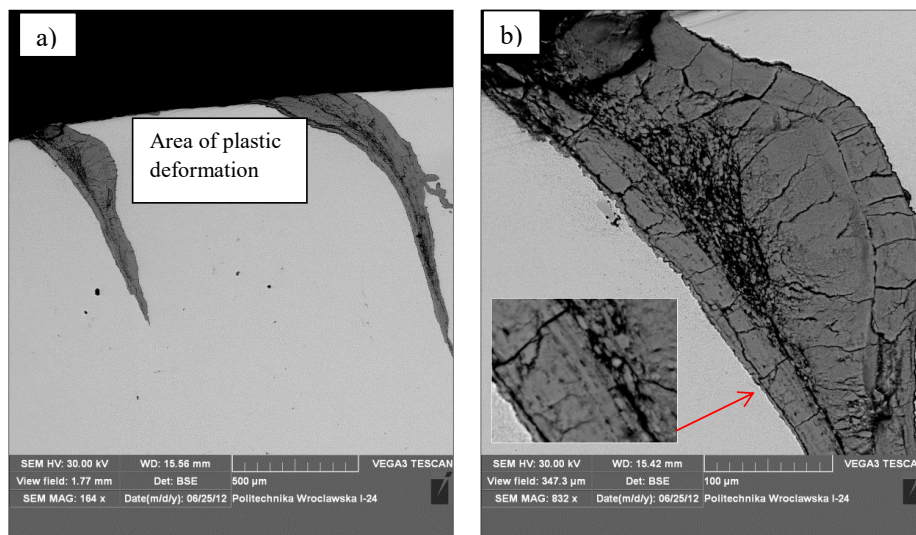 a)
Area of plastic
deformation
SEM HV: 30.00 kV WD: 15.56 mm VEGA3 TESCAN
View field: 1.77 mm Det: BSE 500 µm
SEM MAG: 164 x Date(m/d/y): 06/25/12 Politechnika Wroclawska I-24
b)
SEM HV: 30.00 kV WD: 15.42 mm VEGA3 TESCAN
View field: 347.3 µm Det: BSE 100 µm
SEM MAG: 832 x Date(m/d/y): 06/25/12 Politechnika Wroclawska I-24